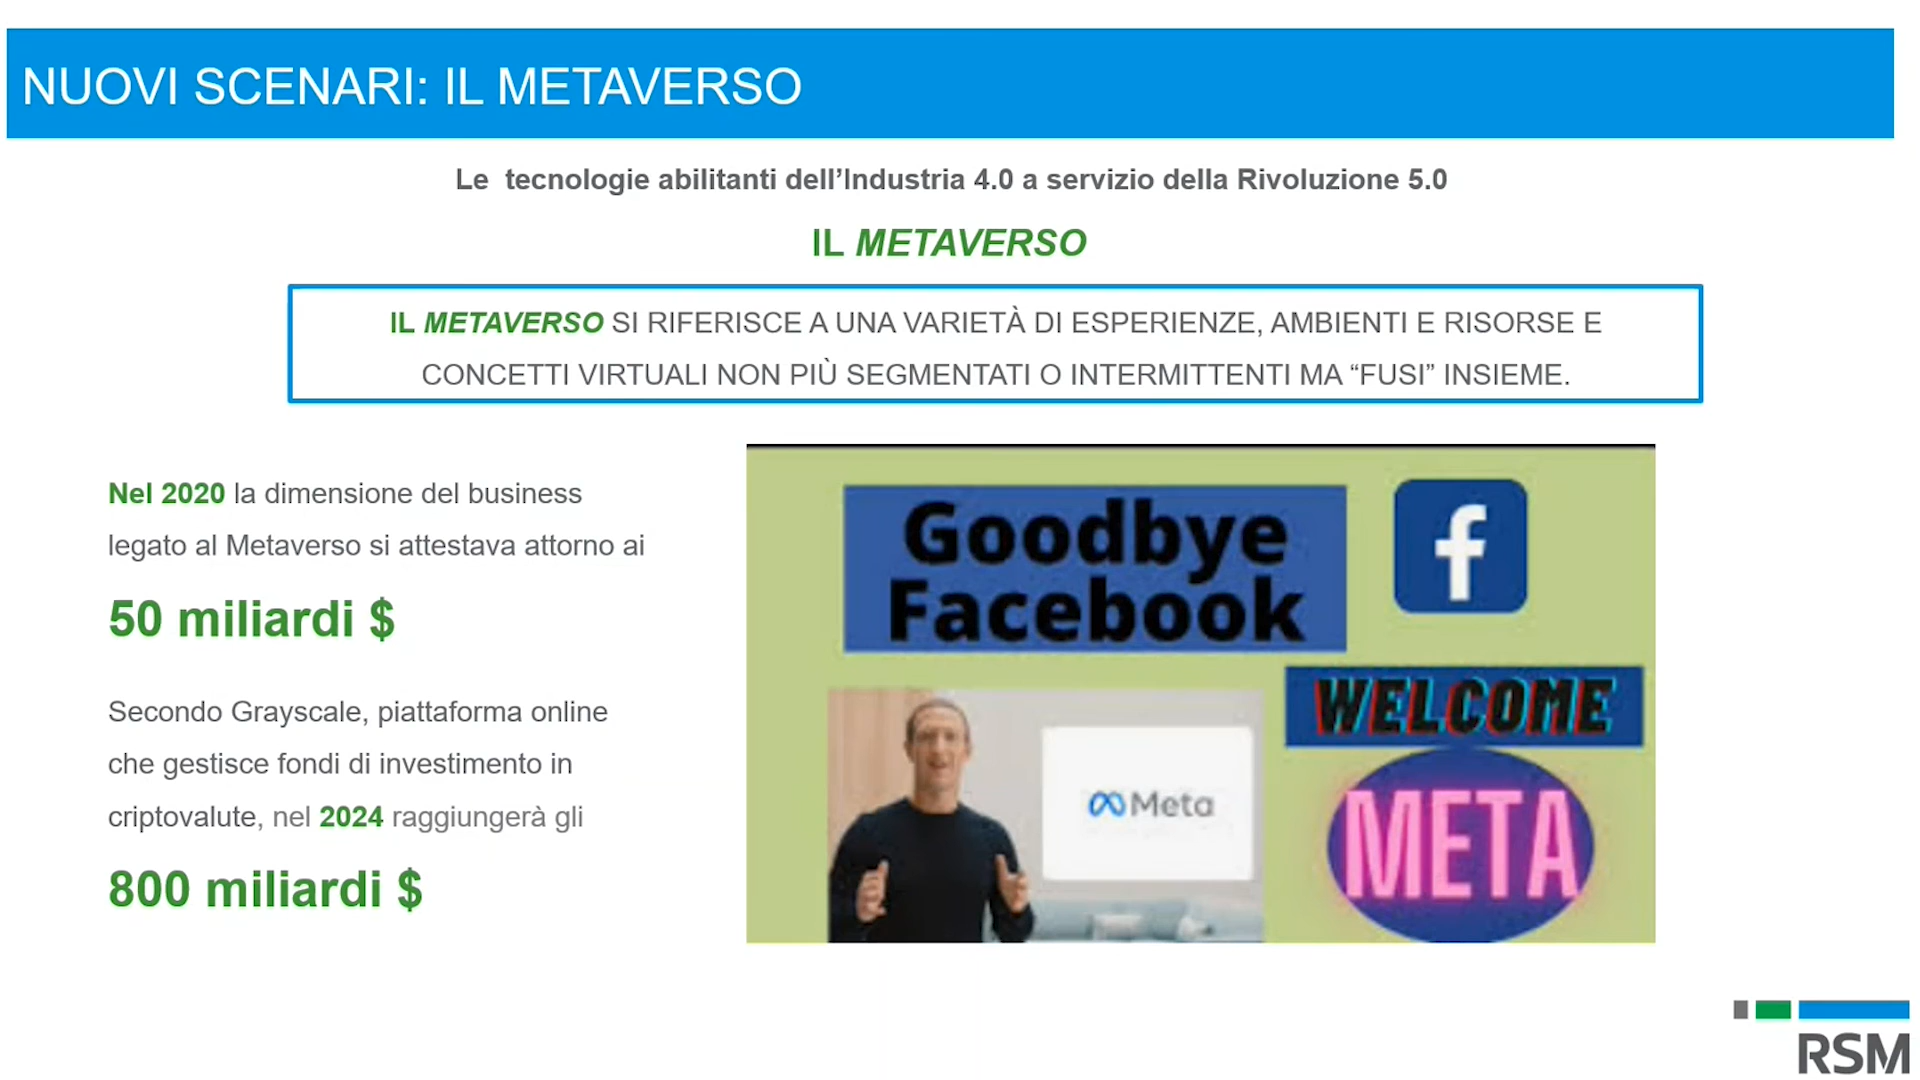 NUOVI SCENARI: IL METAVERSO
Le tecnologie abilitanti dell’Industria 4.0 a servizio della Rivoluzione 5.0
IL METAVERSO
IL METAVERSO SI RIFERISCE A UNA VARIETÀ DI ESPERIENZE, AMBIENTI E RISORSE E
CONCETTI VIRTUALI NON PIÙ SEGMENTATI O INTERMITTENTI MA “FUSI” INSIEME.
Nel 2020 la dimensione del business
legato al Metaverso si attestava attorno ai
50 miliardi $
Secondo Grayscale, piattaforma online
che gestisce fondi di investimento in
criptovalute, nel 2024 raggiungerà gli
800 miliardi $
Goodbye
Facebook
f
WELCOME
Meta
META
RSM